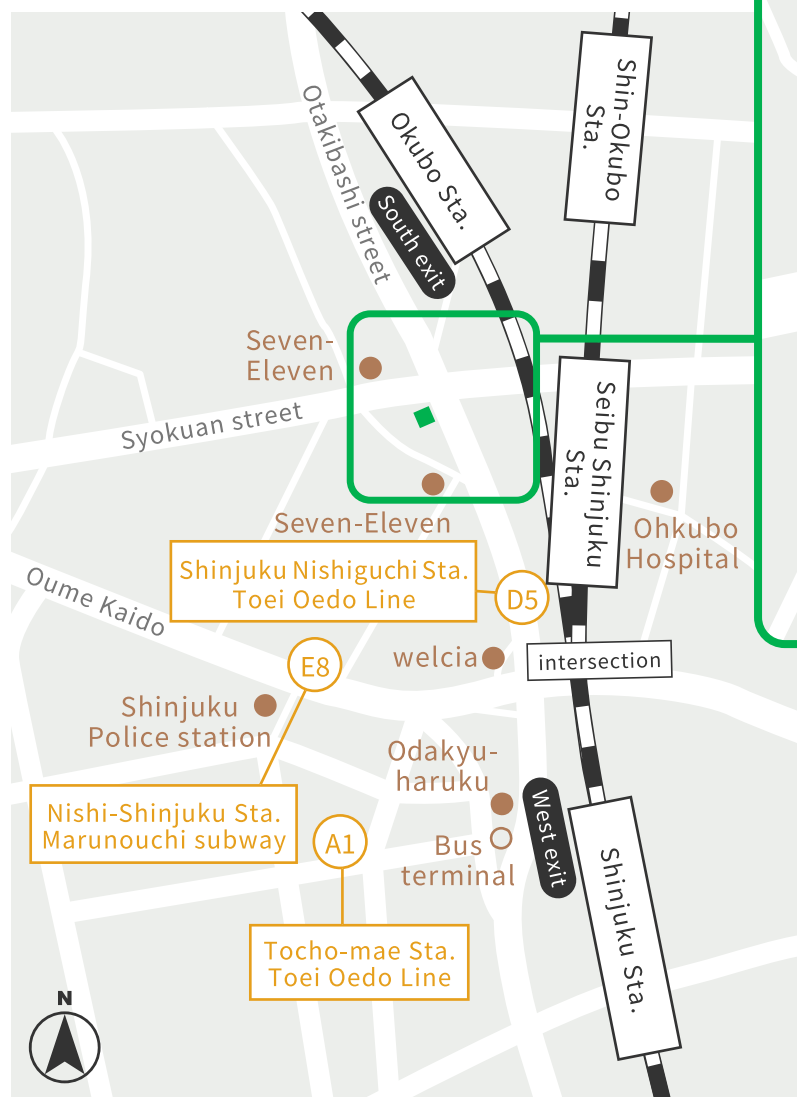 Shin-Okubo
Sta.
Okubo Sta.
Otakibashi street
South exit
Seven-
Eleven
Syokuan street
Seibu Shinjuku
Sta.
Seven-Eleven
Ohkubo
Hospital
Shinjuku Nishiguchi Sta.
Toei Oedo Line
D5
Oume Kaido
E8
welcia
intersection
Shinjuku
Police station
Odakyu-
haruku
Nishi-Shinjuku Sta.
Marunouchi subway
A1
Bus
terminal
West exit
Shinjuku Sta.
Tocho-mae Sta.
Toei Oedo Line
N